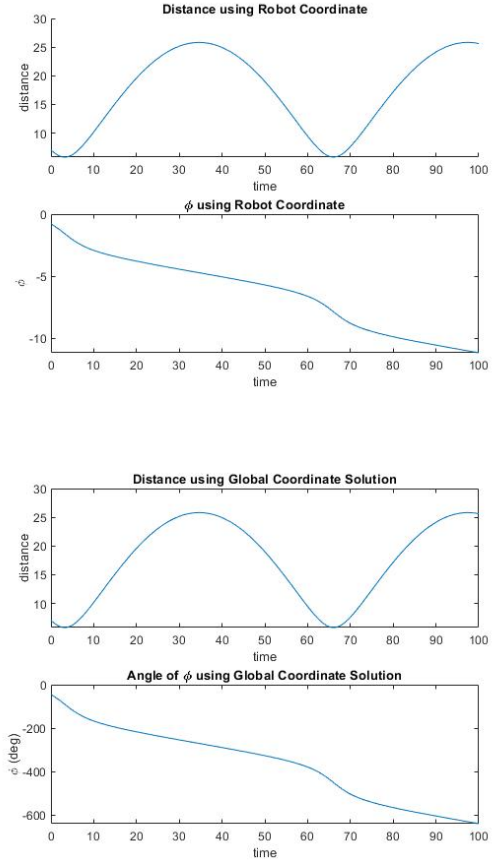 Distance using Robot Coordinate
30
25
20
15
10
distance
0 10 20 30 40 50 60 70 80 90 100
time
ϕ using Robot Coordinate
0
-5
-10
ϕ
0 10 20 30 40 50 60 70 80 90 100
time
Distance using Global Coordinate Solution
30
25
20
15
10
distance
0 10 20 30 40 50 60 70 80 90 100
time
Angle of ϕ using Global Coordinate Solution
0
-200
-400
-600
ϕ (deg)
0 10 20 30 40 50 60 70 80 90 100
time